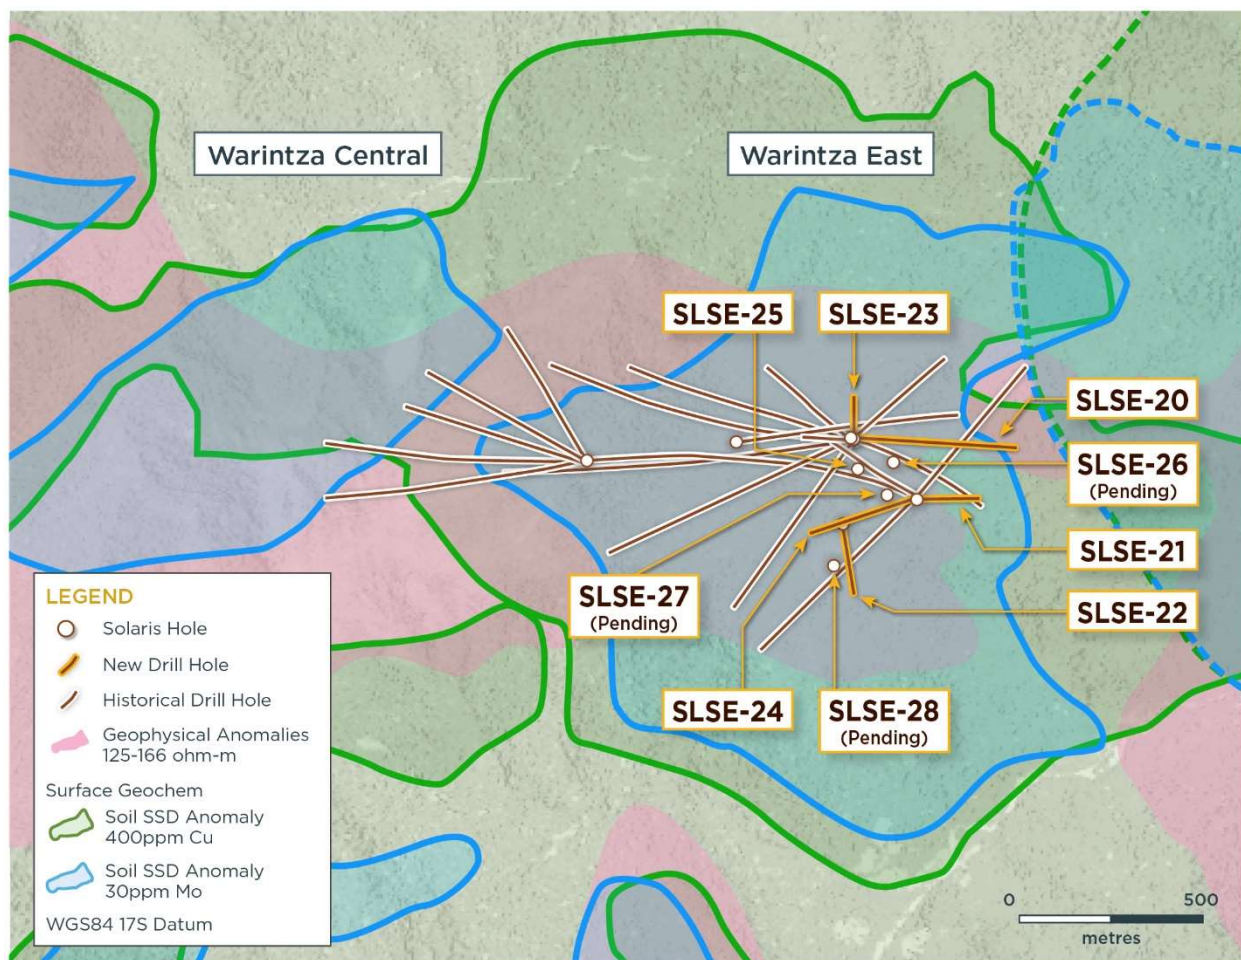 Warintza Central
Warintza East
SLSE-25
SLSE-23
SLSE-20
SLSE-26
(Pending)
SLSE-21
SLSE-27
(Pending)
SLSE-22
SLSE-24
SLSE-28
(Pending)
LEGEND
Solaris Hole
New Drill Hole
Historical Drill Hole
Geophysical Anomalies
125-166 ohm-m
Surface Geochem
Soil SSD Anomaly
400ppm Cu
Soil SSD Anomaly
30ppm Mo
WGS84 17S Datum
0 500
metres